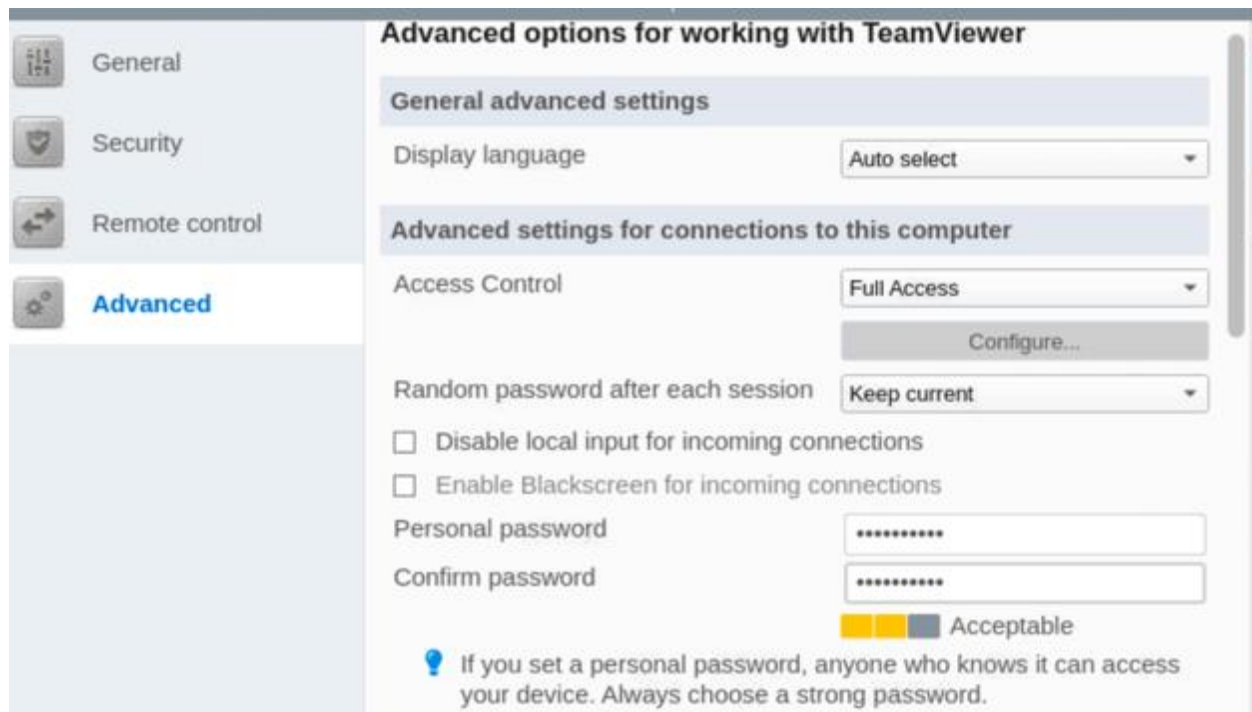 Advanced options for working with TeamViewer
General
General advanced settings
Security
Display language
Auto select
Remote control
Advanced settings for connections to this computer
Access Control
Full Access
Advanced
Configure...
Random password after each session
Keep current
Disable local input for incoming connections
Enable Blackscreen for incoming connections
Personal password
••••••••••
Confirm password
••••••••••
Acceptable
If you set a personal password, anyone who knows it can access
your device. Always choose a strong password.